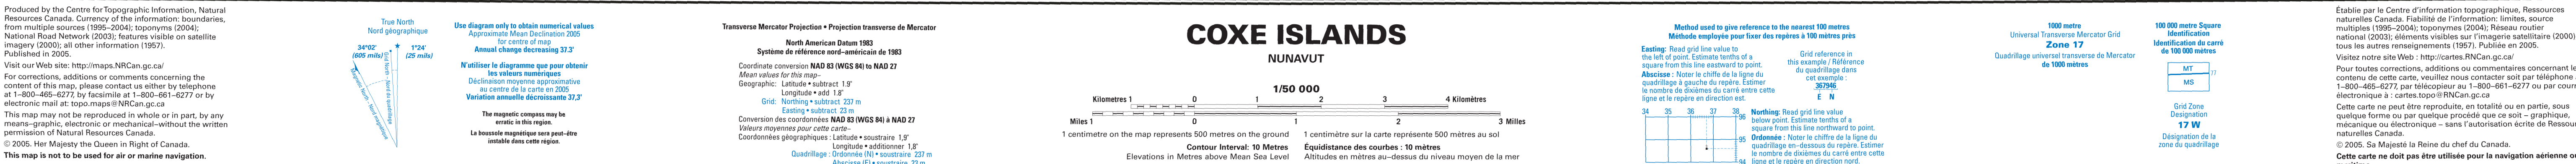 Produced by the Centre for Topographic Information, Natural
Resources Canada. Currency of the information: boundaries,
from multiple sources (1995–2004); toponyms (2004);
National Road Network (2003); features visible on satellite
imagery (2000); all other information (1957).
Published in 2005.
Visit our Web site: http://maps.NRCan.gc.ca/
For corrections, additions or comments concerning the
content of this map, please contact us either by telephone
at 1–800–465–6277, by facsimile at 1–800–661–6277 or by
electronic mail at: topo.maps@NRCan.gc.ca
This map may not be reproduced in whole or in part, by any
means–graphic, electronic or mechanical–without the written
permission of Natural Resources Canada.
© 2005. Her Majesty the Queen in Right of Canada.
This map is not to be used for air or marine navigation.
True North
Nord géographique
34°02'
(605 mils)
1°24'
(25 mils)
Grid North
Nord du quadrillage
Magnetic North - Nord magnétique
Use diagram only to obtain numerical values
Approximate Mean Declination 2005
for centre of map
Annual change decreasing 37.3'
N'utiliser le diagramme que pour obtenir
les valeurs numériques
Déclinaison moyenne approximative
au centre de la carte en 2005
Variation annuelle décroissante 37,3'
The magnetic compass may be
erratic in this region.
La boussole magnétique sera peut–être
instable dans cette région.
Transverse Mercator Projection • Projection transverse de Mercator
North American Datum 1983
Système de référence nord–américain de 1983
Coordinate conversion NAD 83 (WGS 84) to NAD 27
Mean values for this map–
Geographic: Latitude • subtract 1.9"
Longitude • add 1.8"
Grid: Northing • subtract 237 m
Easting • subtract 23 m
Conversion des coordonnées NAD 83 (WGS 84) à NAD 27
Valeurs moyennes pour cette carte–
Coordonnées géographiques : Latitude • soustraire 1,9"
Longitude • additionner 1,8"
Quadrillage : Ordonnée (N) • soustraire 237 m
Abscisse (E) • soustraire 23 m
COXE ISLANDS
NUNAVUT
1/50 000
Kilometres 1 0 1 2 3 4 Kilomètres
Miles 1 0 1 2 3 Milles
1 centimetre on the map represents 500 metres on the ground
1 centimètre sur la carte représente 500 mètres au sol
Contour Interval: 10 Metres
Elevations in Metres above Mean Sea Level
Équidistance des courbes : 10 mètres
Altitudes en mètres au–dessus du niveau moyen de la mer
Method used to give reference to the nearest 100 metres
Méthode employée pour fixer des repères à 100 mètres près
Easting: Read grid line value to
the left of point. Estimate tenths of a
square from this line eastward to point.
Abscisse : Noter le chiffe de la ligne du
quadrillage à gauche du repère. Estimer
le nombre de dixièmes du carré entre cette
ligne et le repère en direction est.
Grid reference in
this example / Référence
du quadrillage dans
cet exemple :
367946
E N
34 35 36 37 38
96
95
94
Northing: Read grid line value
below point. Estimate tenths of a
square from this line northward to point.
Ordonnée : Noter le chiffre de la ligne du
quadrillage en–dessous du repère. Estimer
le nombre de dixièmes du carré entre cette
ligne et le repère en direction nord.
1000 metre
Universal Transverse Mercator Grid
Zone 17
Quadrillage universel transverse de Mercator
de 1000 mètres
100 000 metre Square
Identification
Identification du carré
de 100 000 mètres
MT
MS
77
Grid Zone
Designation
17 W
Désignation de la
zone du quadrillage
Établie par le Centre d'information topographique, Ressources
naturelles Canada. Fiabilité de l'information: limites, source
multiples (1995–2004); toponymes (2004); Réseau routier
national (2003); éléments visibles sur l'imagerie satellitaire (2000)
tous les autres renseignements (1957). Publiée en 2005.
Visitez notre site Web : http://cartes.RNCan.gc.ca/
Pour toutes corrections, additions ou commentaires concernant le
contenu de cette carte, veuillez nous contacter soit par téléphone
1–800–465–6277, par télécopieur au 1–800–661–6277 ou par cour
électronique à : cartes.topo@RNCan.gc.ca
Cette carte ne peut être reproduite, en totalité ou en partie, sous
quelque forme ou par quelque procédé que ce soit – graphique,
mécanique ou électronique – sans l'autorisation écrite de Ressour
naturelles Canada.
© 2005. Sa Majesté la Reine du chef du Canada.
Cette carte ne doit pas être utilisée pour la navigation aérienne o